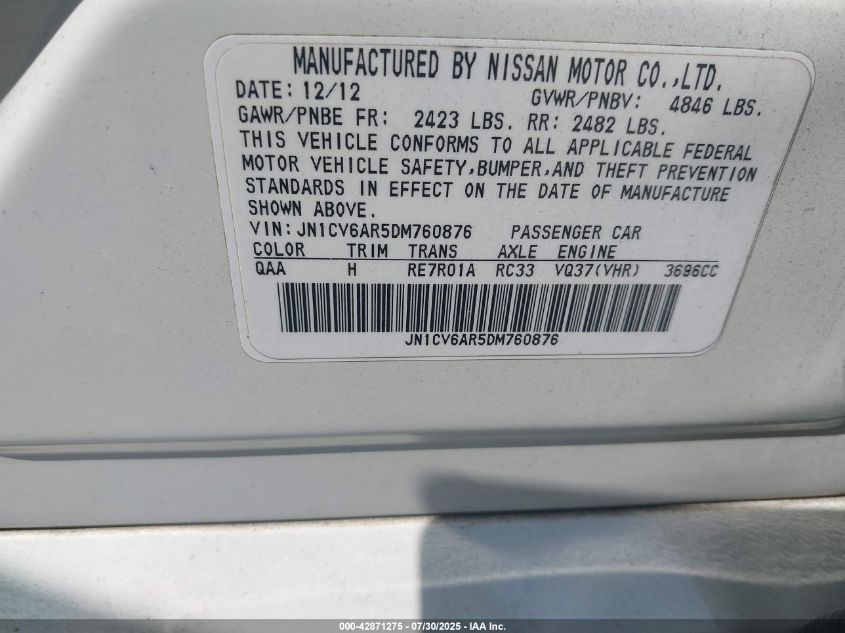 MANUFACTURED BY NISSAN MOTOR CO.,LTD.
DATE: 12/12 GVWR/PNBV: 4846 LBS.
GAWR/PNBE FR: 2423 LBS. RR: 2482 LBS.
THIS VEHICLE CONFORMS TO ALL APPLICABLE FEDERAL
MOTOR VEHICLE SAFETY,BUMPER,AND THEFT PREVENTION
STANDARDS IN EFFECT ON THE DATE OF MANUFACTURE
SHOWN ABOVE.
VIN: JN1CV6AR5DM760876 PASSENGER CAR
COLOR TRIM TRANS AXLE ENGINE
QAA H RE7R01A RC33 VQ37(VHR) 3696CC
JN1CV6AR5DM760876
000-42871275 - 07/30/2025 - IAA Inc.